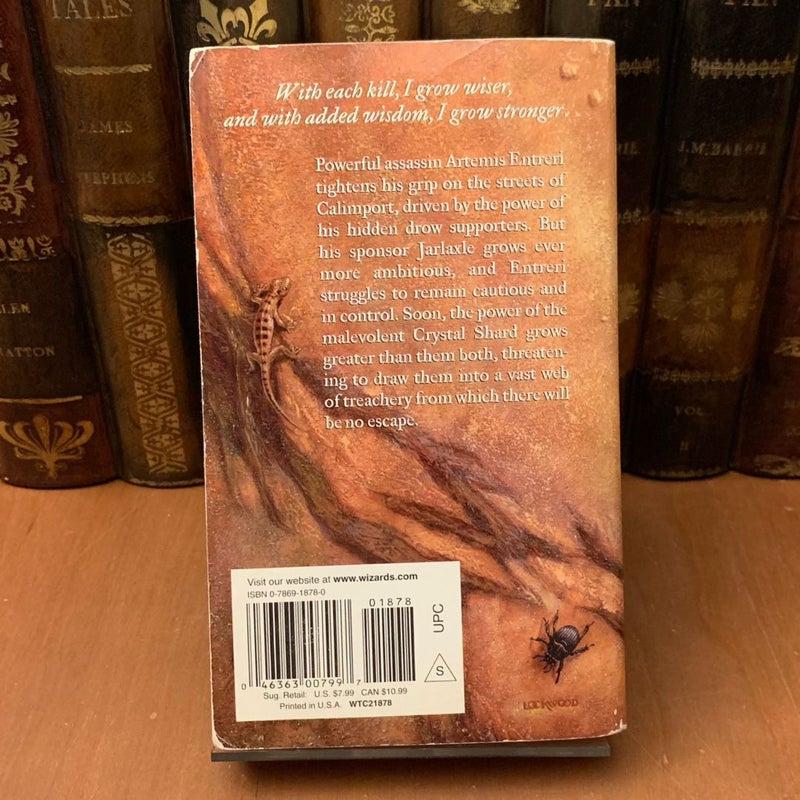 TALES
JAMES
STEPHENS
PAN
PAN
J.M. BARRIE
VOL
II
With each kill, I grow wiser,
and with added wisdom, I grow stronger.
Powerful assassin Artemis Entreri
tightens his grip on the streets of
Calimport, driven by the power of
his hidden drow supporters. But
his sponsor Jarlaxle grows ever
more ambitious, and Entreri
struggles to remain cautious and
in control. Soon, the power of the
malevolent Crystal Shard grows
greater than them both, threaten-
ing to draw them into a vast web
of treachery from which there will
be no escape.
Visit our website at www.wizards.com
ISBN 0-7869-1878-0
01878
UPC
S
0 46363 00799 7
Sug. Retail: U.S. $7.99 CAN $10.99
Printed in U.S.A. WTC21878
LOCKWOOD